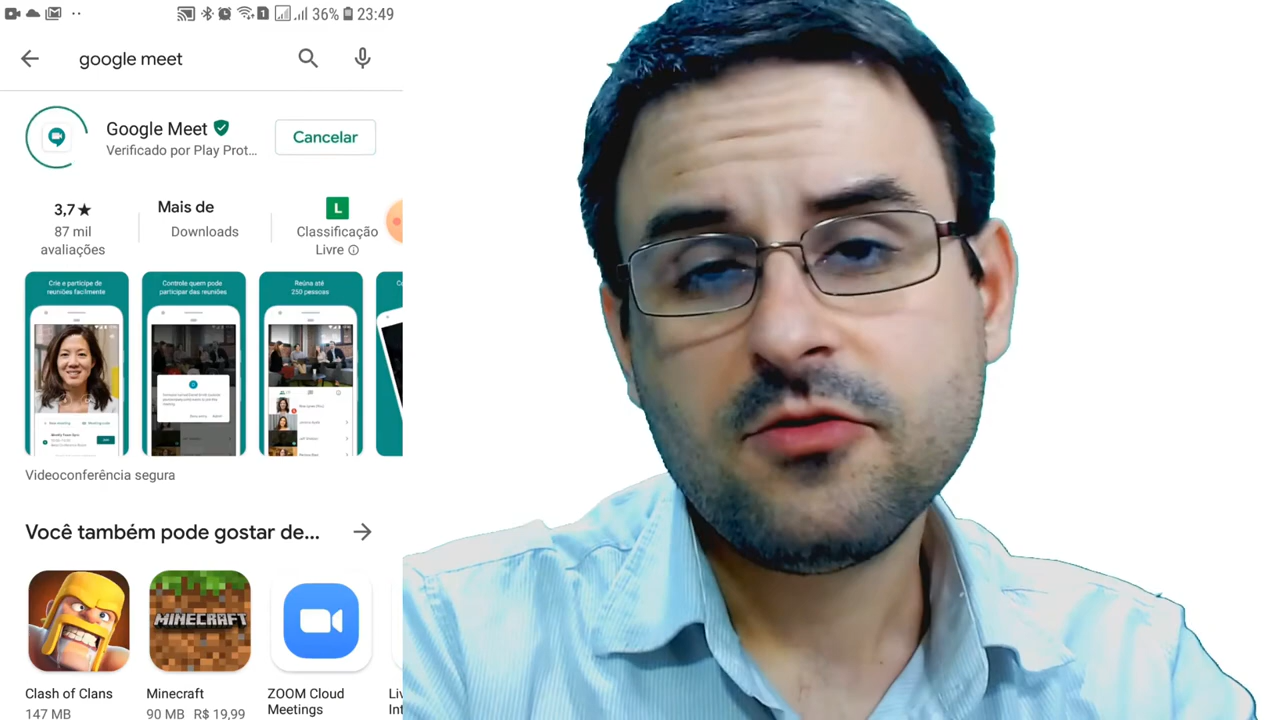 1 36% 23:49
google meet
Google Meet
Verificado por Play Prot...
Cancelar
3,7★
87 mil
avaliações
Mais de
Downloads
L
Classificação
Livre
Crie e participe de
reuniões facilmente
Controle quem pode
participar das reuniões
Reúna até
250 pessoas
Videoconferência segura
Você também pode gostar de...
MINECRAFT
Clash of Clans
147 MB
Minecraft
90 MB R$ 19,99
ZOOM Cloud
Meetings